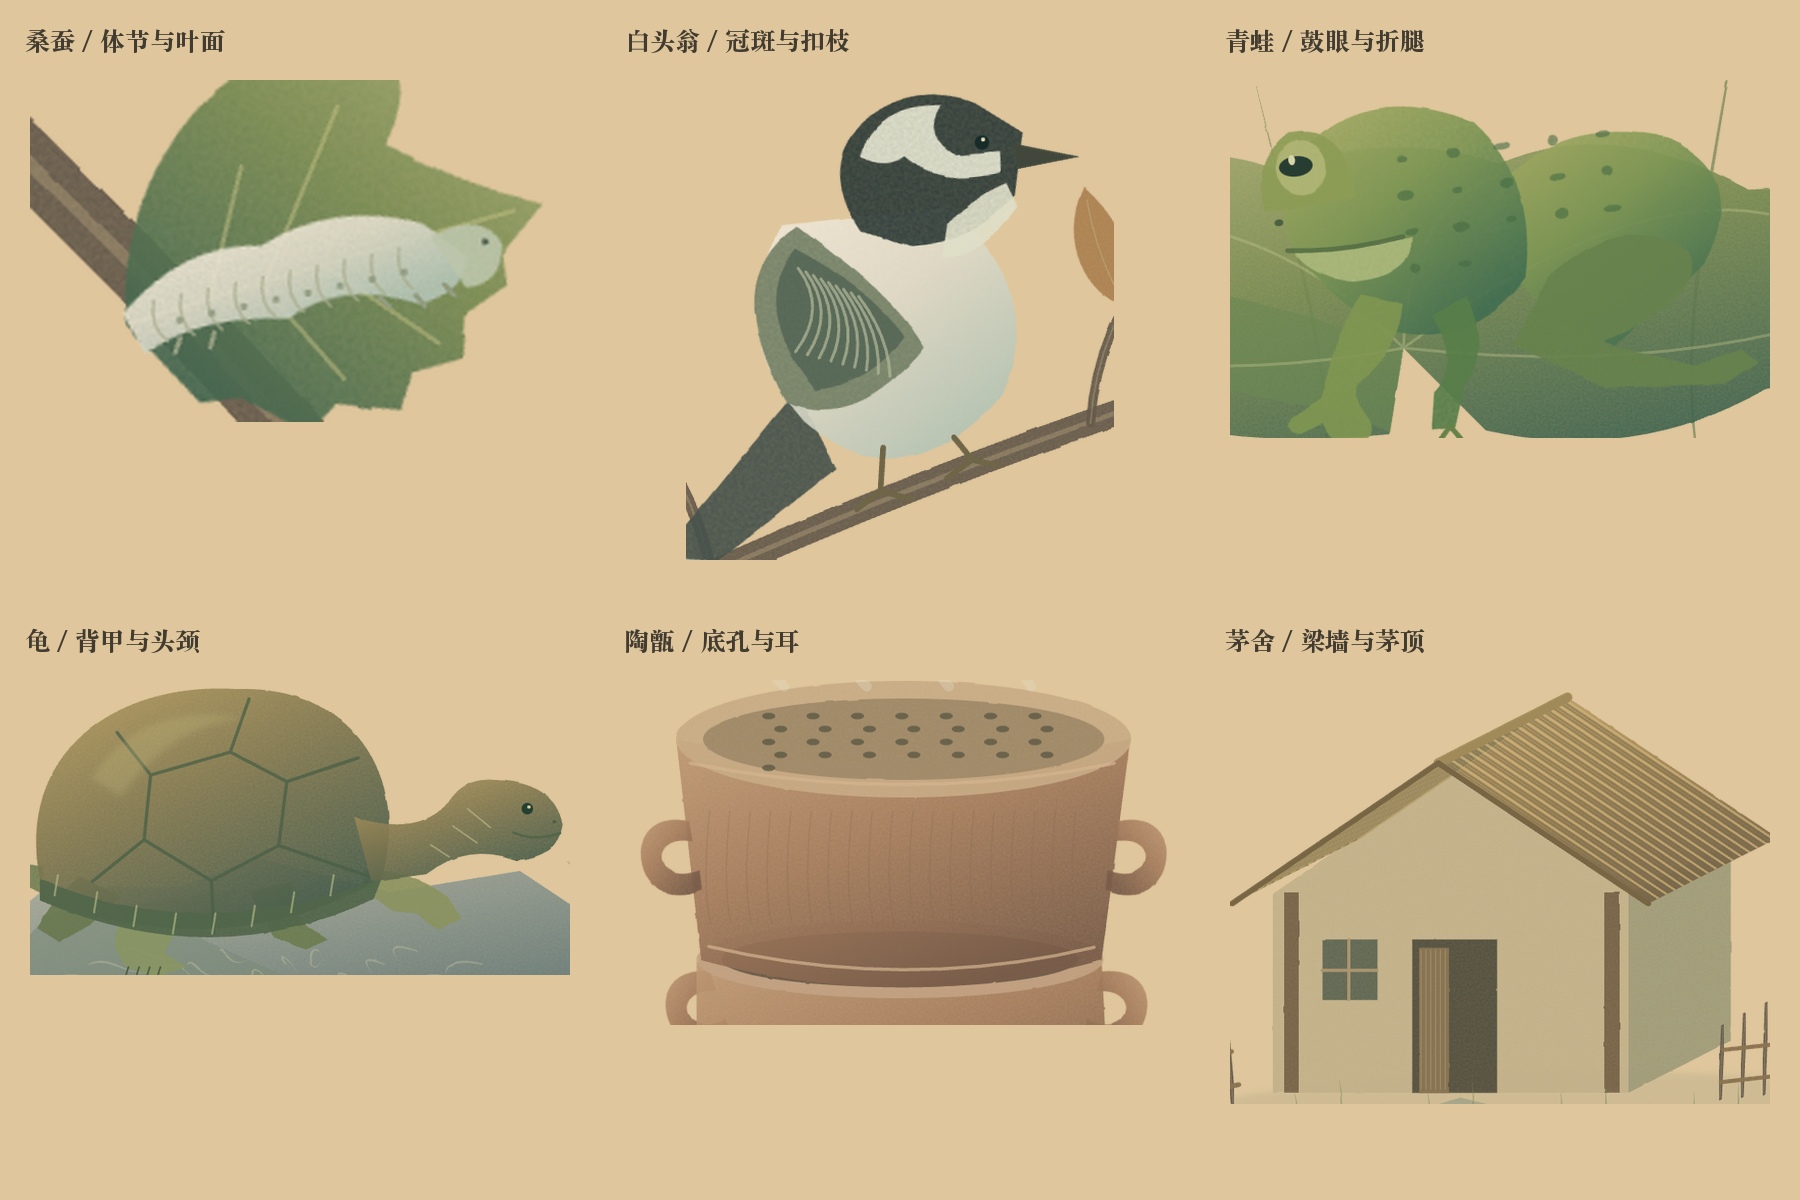 桑蚕 / 体节与叶面
白头翁 / 冠斑与扣枝
青蛙 / 鼓眼与折腿
龟 / 背甲与头颈
陶甑 / 底孔与耳
茅舍 / 梁墙与茅顶